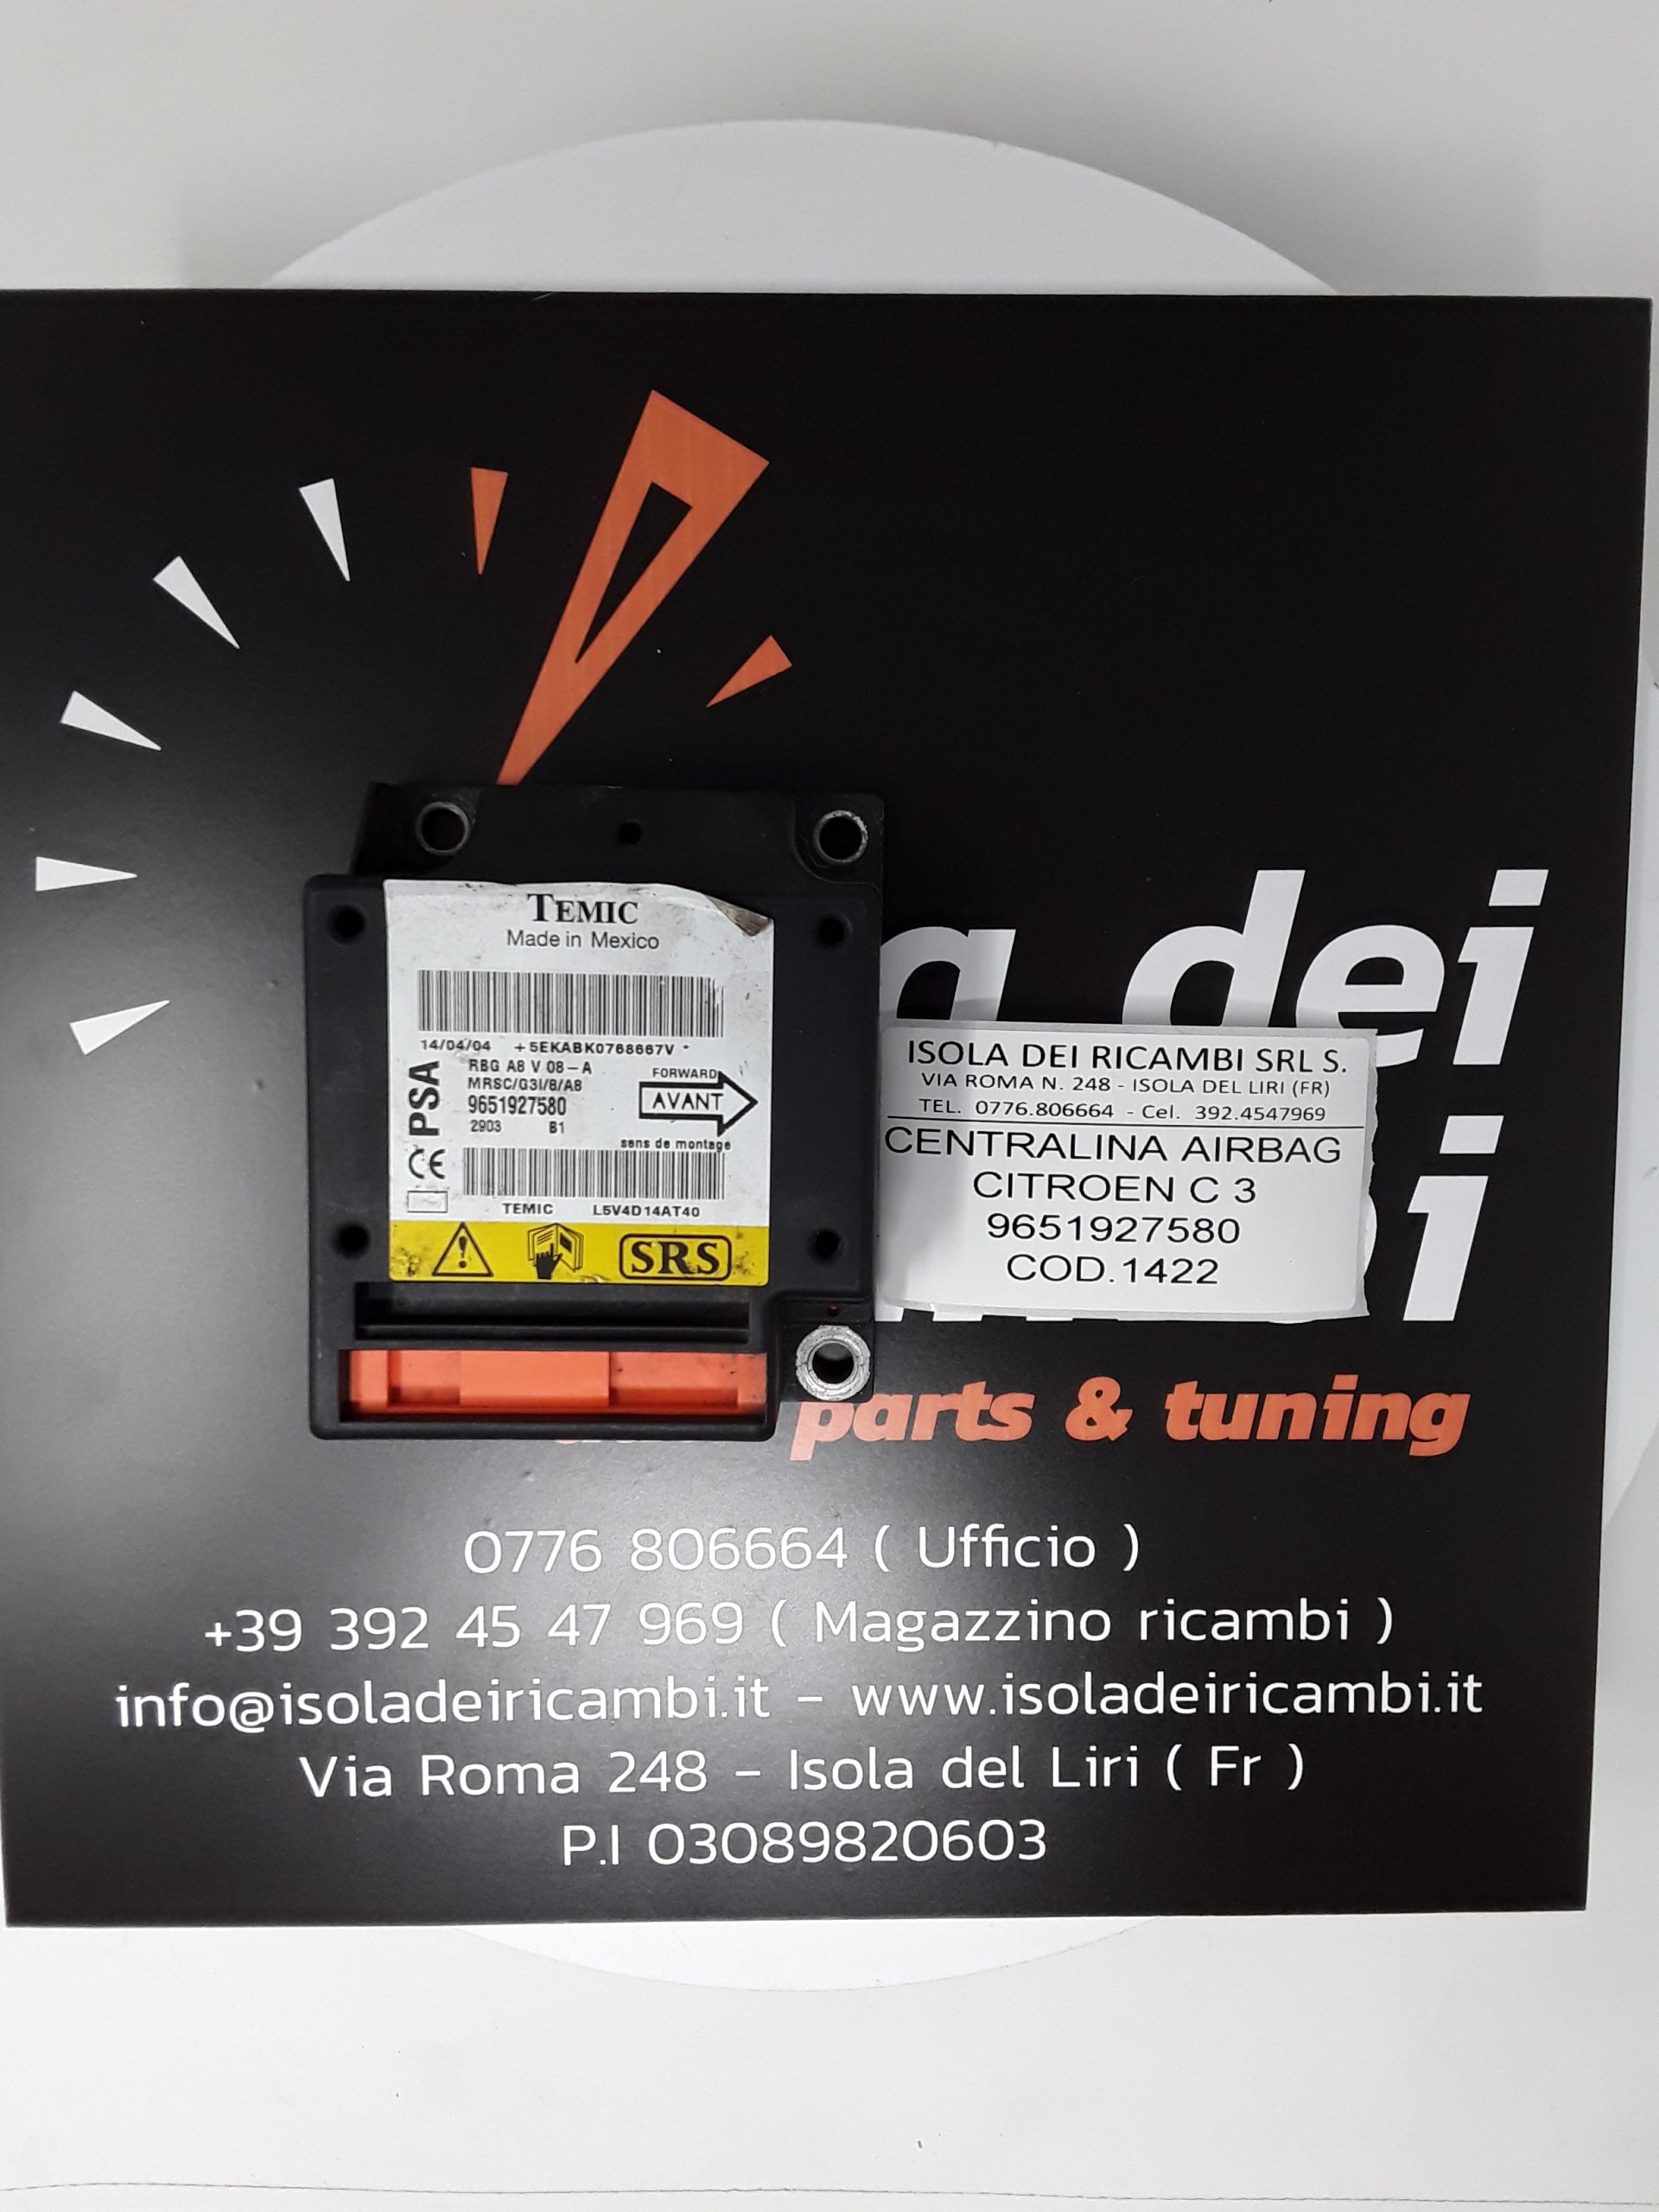 TEMIC
Made in Mexico
14/04/04 +5EKABK0768667V
PSA
RBG A8 V 08-A
MRSC/G3I/8/A8
9651927580
2903 B1
FORWARD
AVANT
sens de montage
CE
TEMIC L5V4D14AT40
SRS
dei
ISOLA DEI RICAMBI SRL S.
VIA ROMA N. 248 - ISOLA DEL LIRI (FR)
TEL. 0776.806664 - Cel. 392.4547969
CENTRALINA AIRBAG
CITROEN C 3
9651927580
COD.1422
parts & tuning
0776 806664 ( Ufficio )
+39 392 45 47 969 ( Magazzino ricambi )
info@isoladeiricambi.it - www.isoladeiricambi.it
Via Roma 248 - Isola del Liri ( Fr )
P.I 03089820603